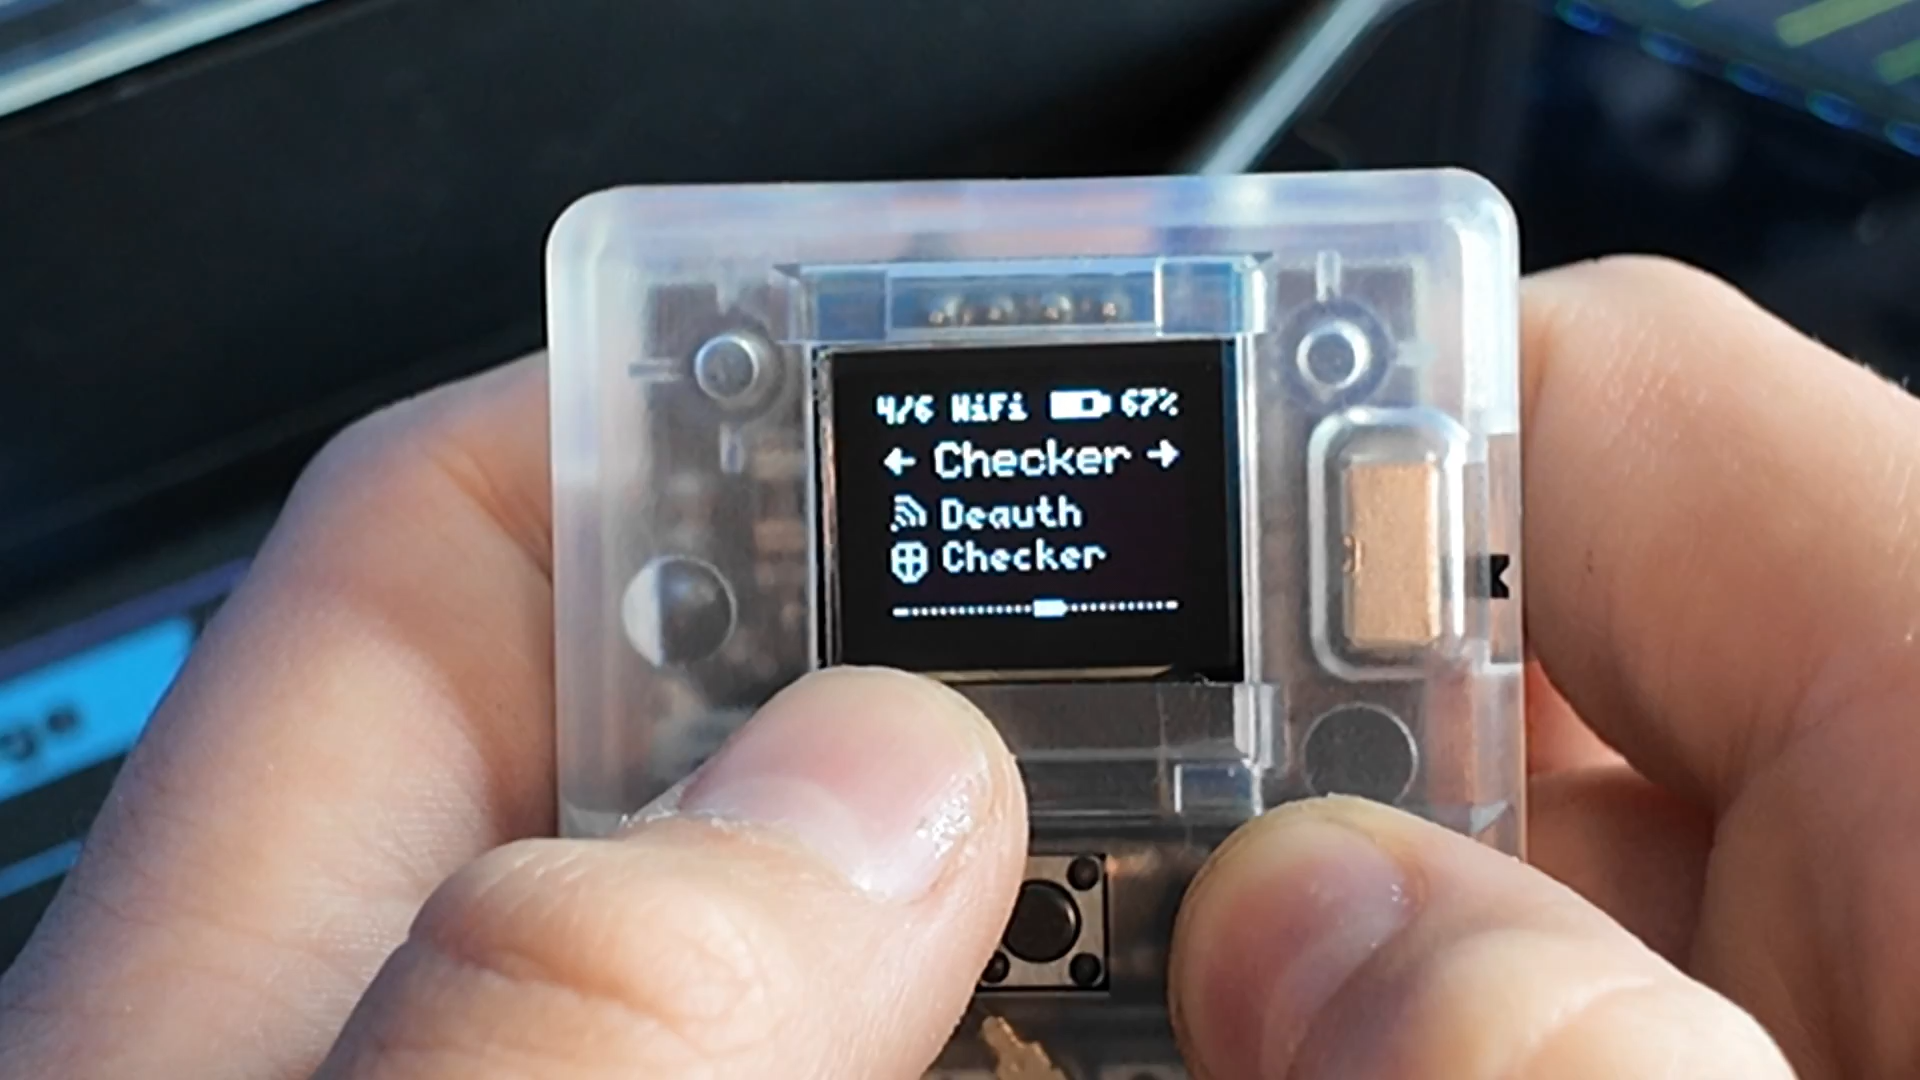 4/6 WiFi 67%
← Checker →
Deauth
Checker